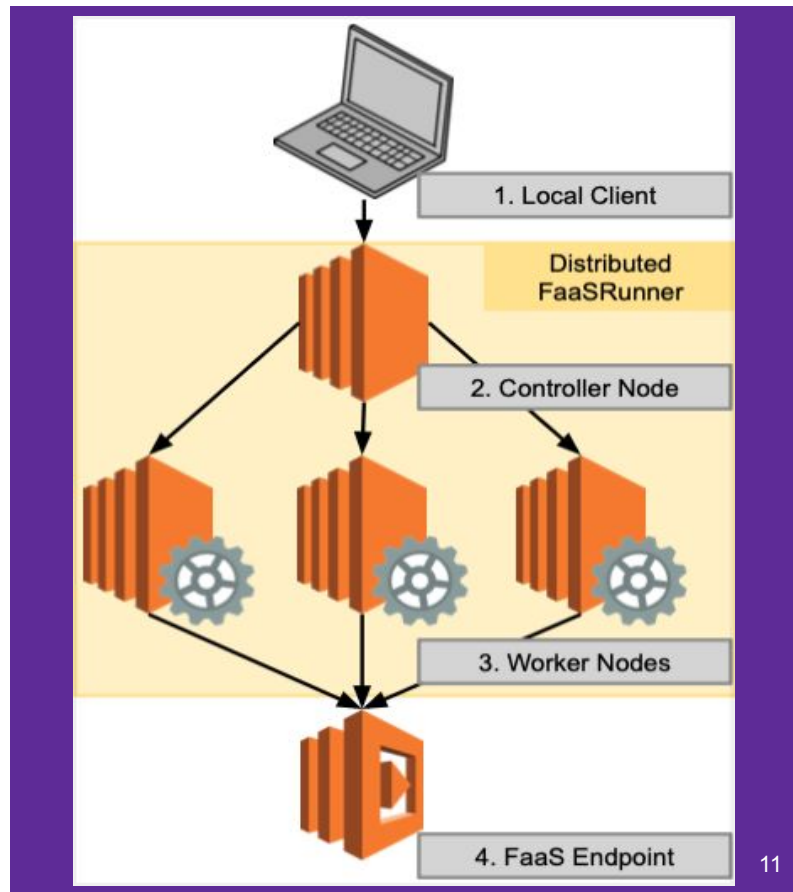 1. Local Client
Distributed
FaaSRunner
2. Controller Node
3. Worker Nodes
4. FaaS Endpoint
11